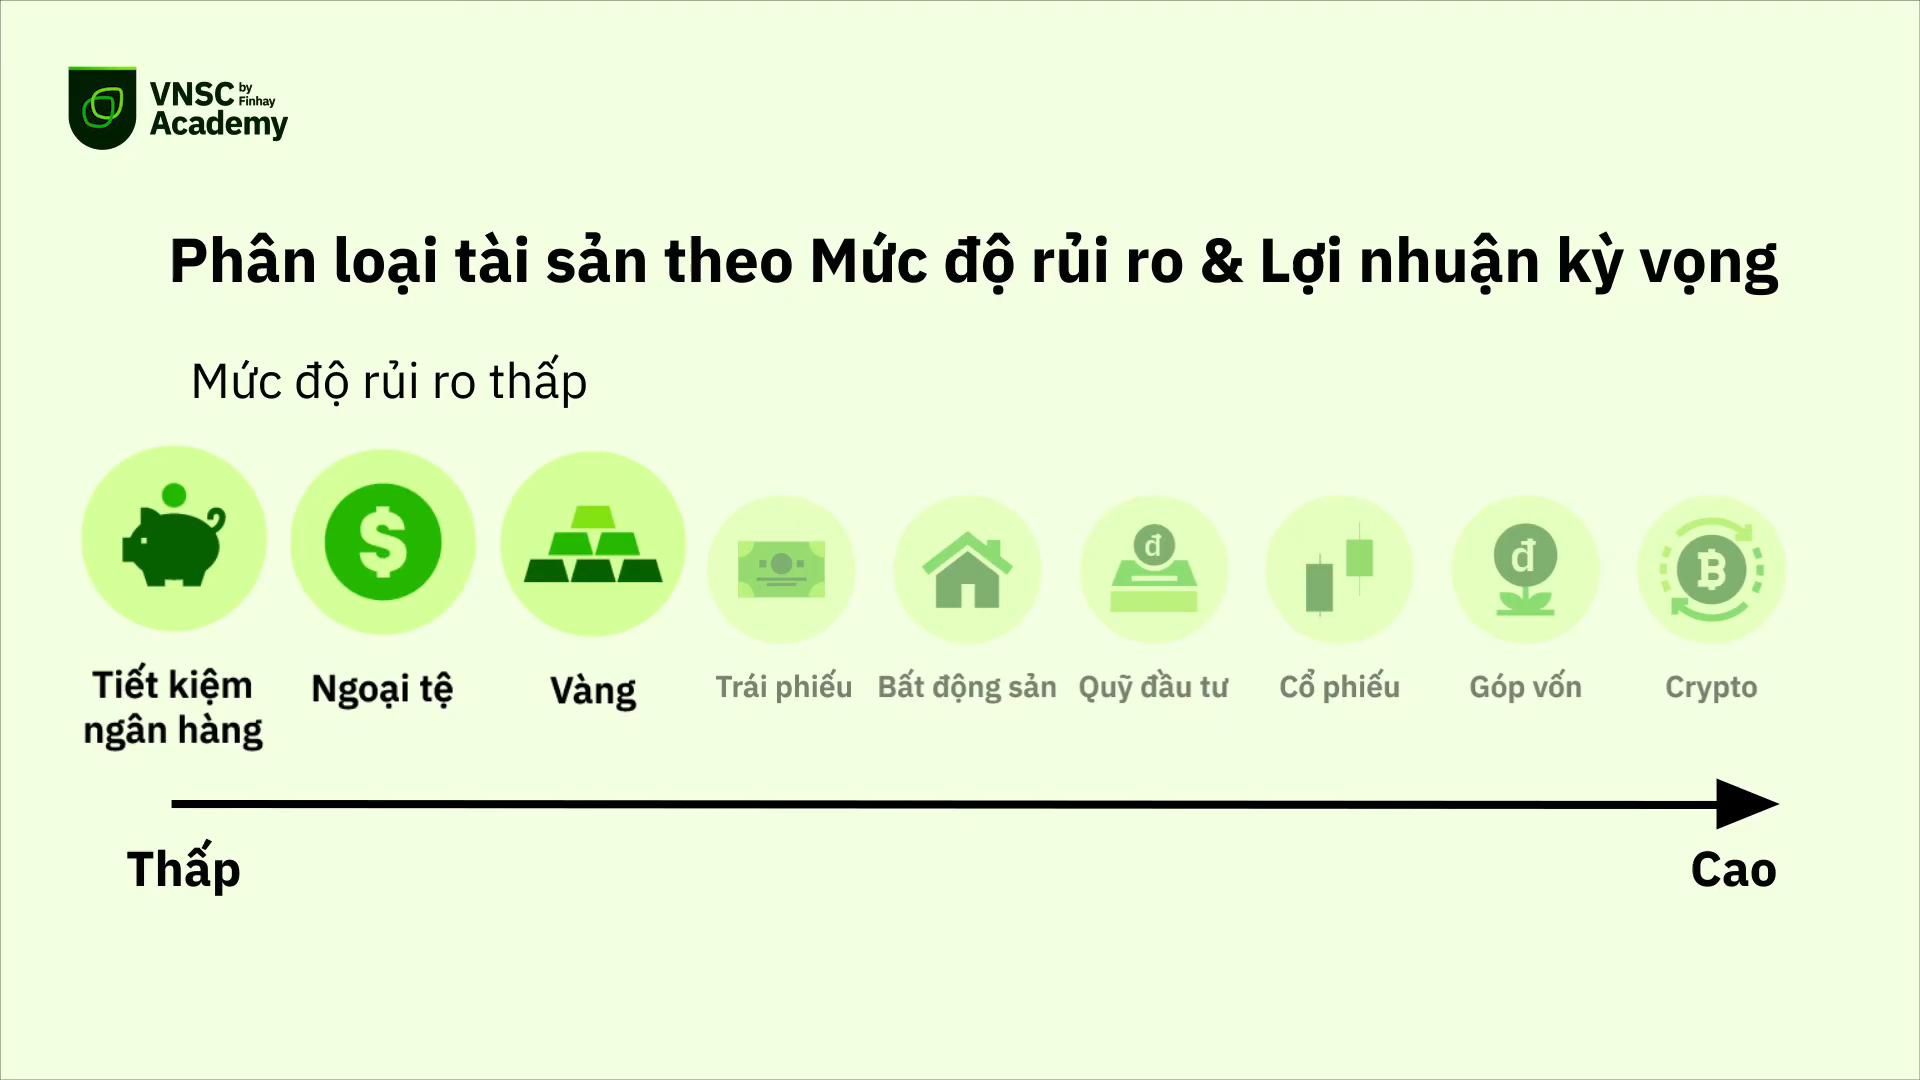 VNSC by Finhay
Academy
Phân loại tài sản theo Mức độ rủi ro & Lợi nhuận kỳ vọng
Mức độ rủi ro thấp
$
đ
đ
₿
Tiết kiệm
ngân hàng
Ngoại tệ
Vàng
Trái phiếu
Bất động sản
Quỹ đầu tư
Cổ phiếu
Góp vốn
Crypto
Thấp
Cao